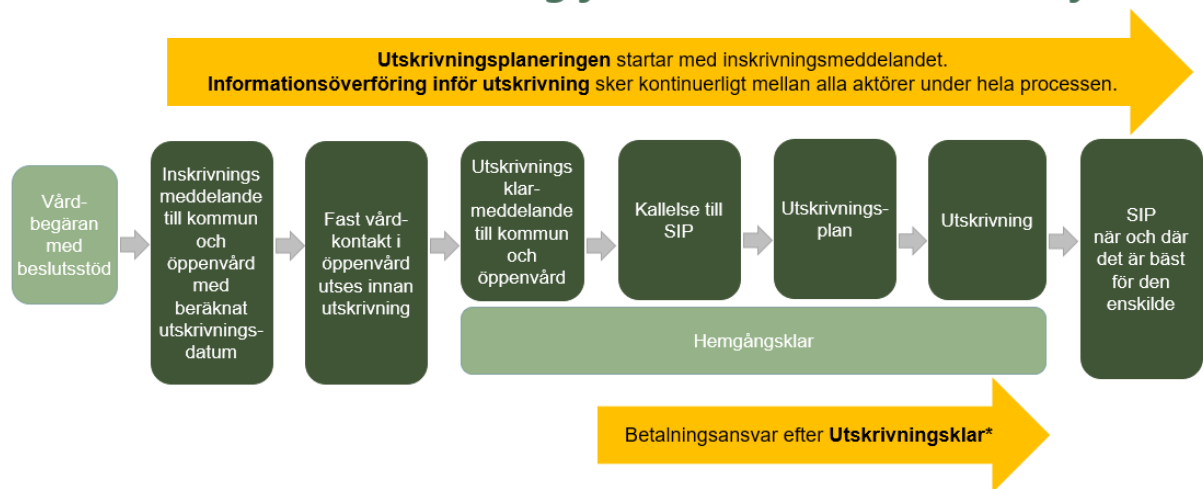 Utskrivningsplaneringen startar med inskrivningsmeddelandet.
Informationsöverföring inför utskrivning sker kontinuerligt mellan alla aktörer under hela processen.
Vård-
begäran
med
beslutsstöd
Inskrivnings
meddelande
till kommun
och
öppenvård
med
beräknat
utskrivnings-
datum
Fast vård-
kontakt i
öppenvård
utses innan
utskrivning
Utskrivnings
klar-
meddelande
till kommun
och
öppenvård
Kallelse till
SIP
Utskrivnings-
plan
Utskrivning
SIP
när och där
det är bäst
för den
enskilde
Hemgångsklar
Betalningsansvar efter Utskrivningsklar*